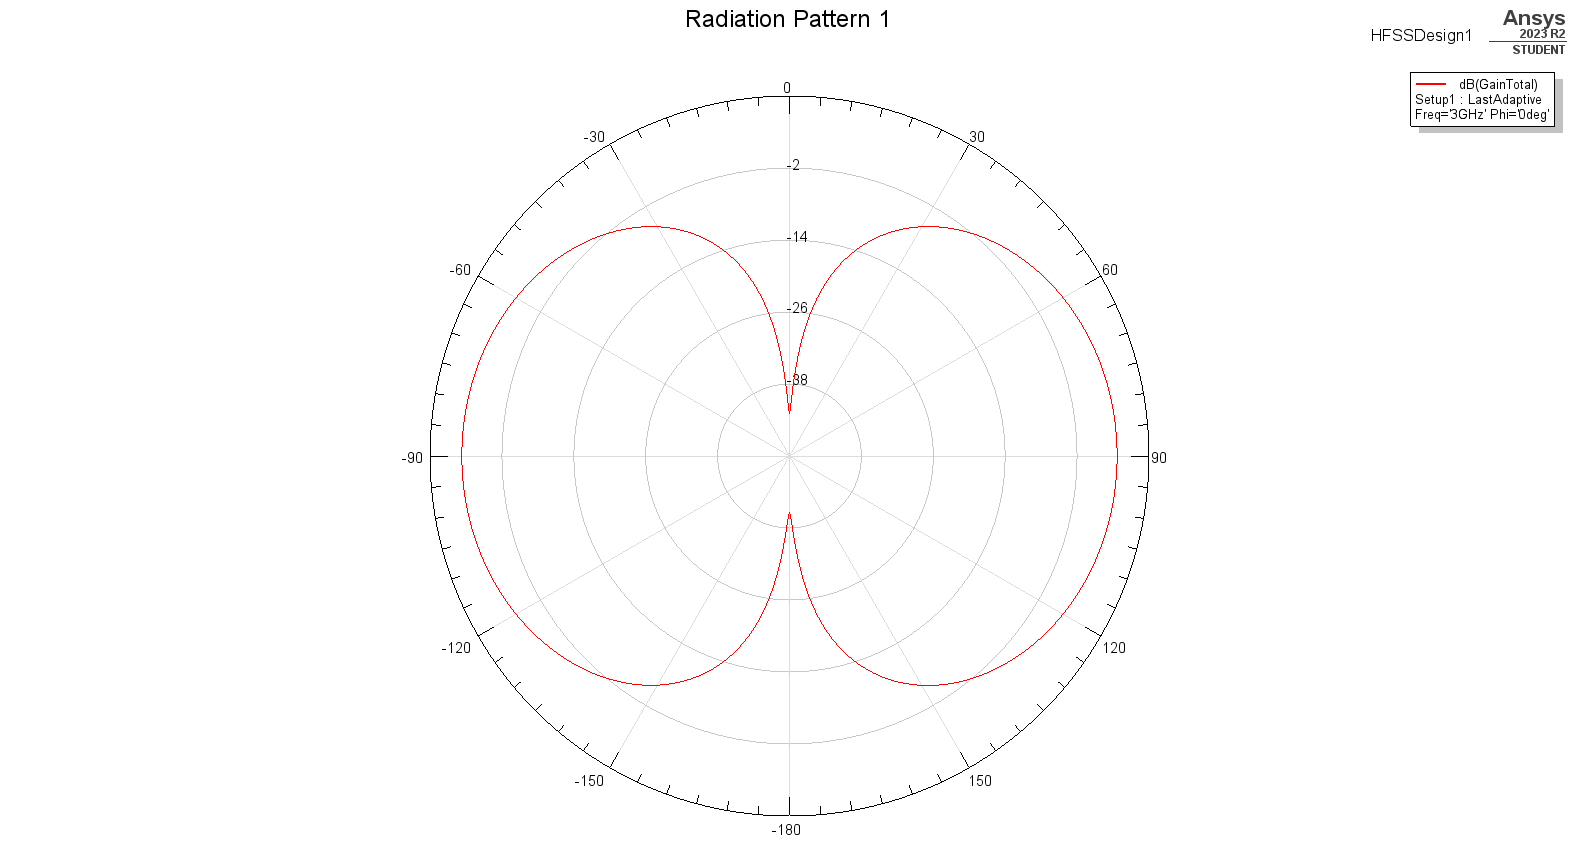 Radiation Pattern 1
Ansys
2023 R2
STUDENT
HFSSDesign1
dB(GainTotal)
Setup1 : LastAdaptive
Freq='3GHz' Phi='0deg'
0
-30
30
-2
-14
-60
60
-26
-38
-90
90
-120
120
-150
150
-180